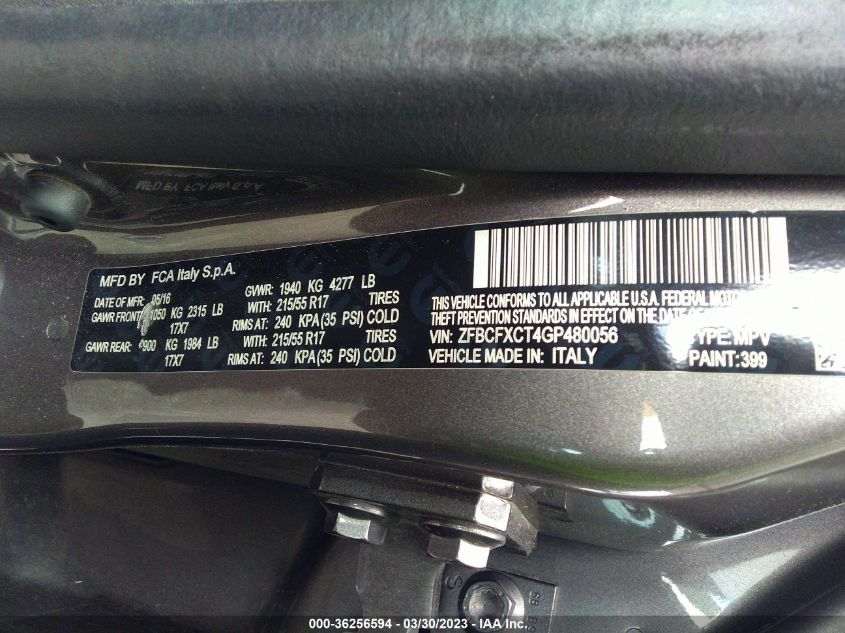 MFD BY FCA Italy S.p.A.
DATE OF MFR: 05/16 GVWR: 1940 KG 4277 LB
GAWR FRONT: 1050 KG 2315 LB WITH: 215/55 R17 TIRES
17X7 RIMS AT: 240 KPA(35 PSI) COLD
GAWR REAR: 900 KG 1984 LB WITH: 215/55 R17 TIRES
17X7 RIMS AT: 240 KPA(35 PSI) COLD
THIS VEHICLE CONFORMS TO ALL APPLICABLE U.S.A. FEDERAL MOTOR
THEFT PREVENTION STANDARDS IN EFFECT ON THE DATE OF
VIN: ZFBCFXCT4GP480056 TYPE:MPV
VEHICLE MADE IN: ITALY PAINT:399
000-36256594 - 03/30/2023 - IAA Inc.